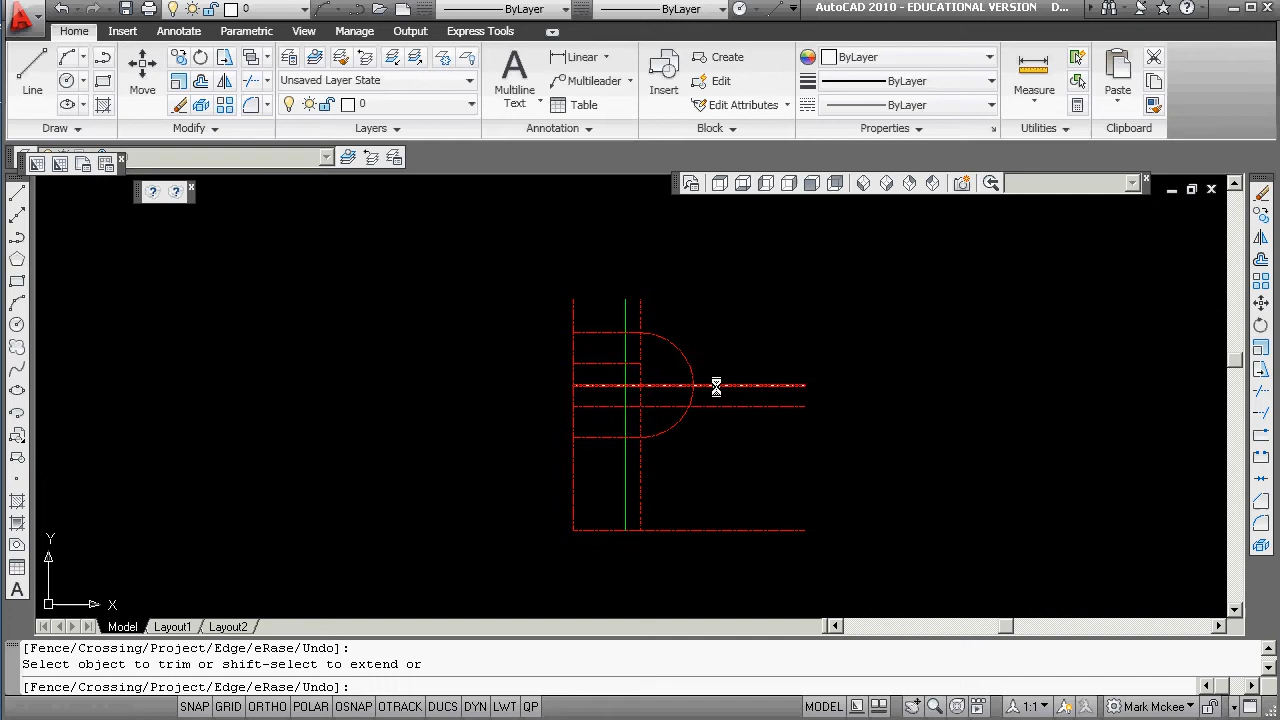 ByLayer ByLayer AutoCAD 2010 - EDUCATIONAL VERSION D...
0
Home Insert Annotate Parametric View Manage Output Express Tools
Line Move Unsaved Layer State 0 Multiline Text Linear Multileader Table Insert Create Edit Edit Attributes ByLayer ByLayer ByLayer Measure Paste
Draw Modify Layers Annotation Block Properties Utilities Clipboard
Y
X
Model Layout1 Layout2
[Fence/Crossing/Project/Edge/eRase/Undo]:
Select object to trim or shift-select to extend or
[Fence/Crossing/Project/Edge/eRase/Undo]:
SNAP GRID ORTHO POLAR OSNAP OTRACK DUCS DYN LWT QP MODEL 1:1 Mark Mckee